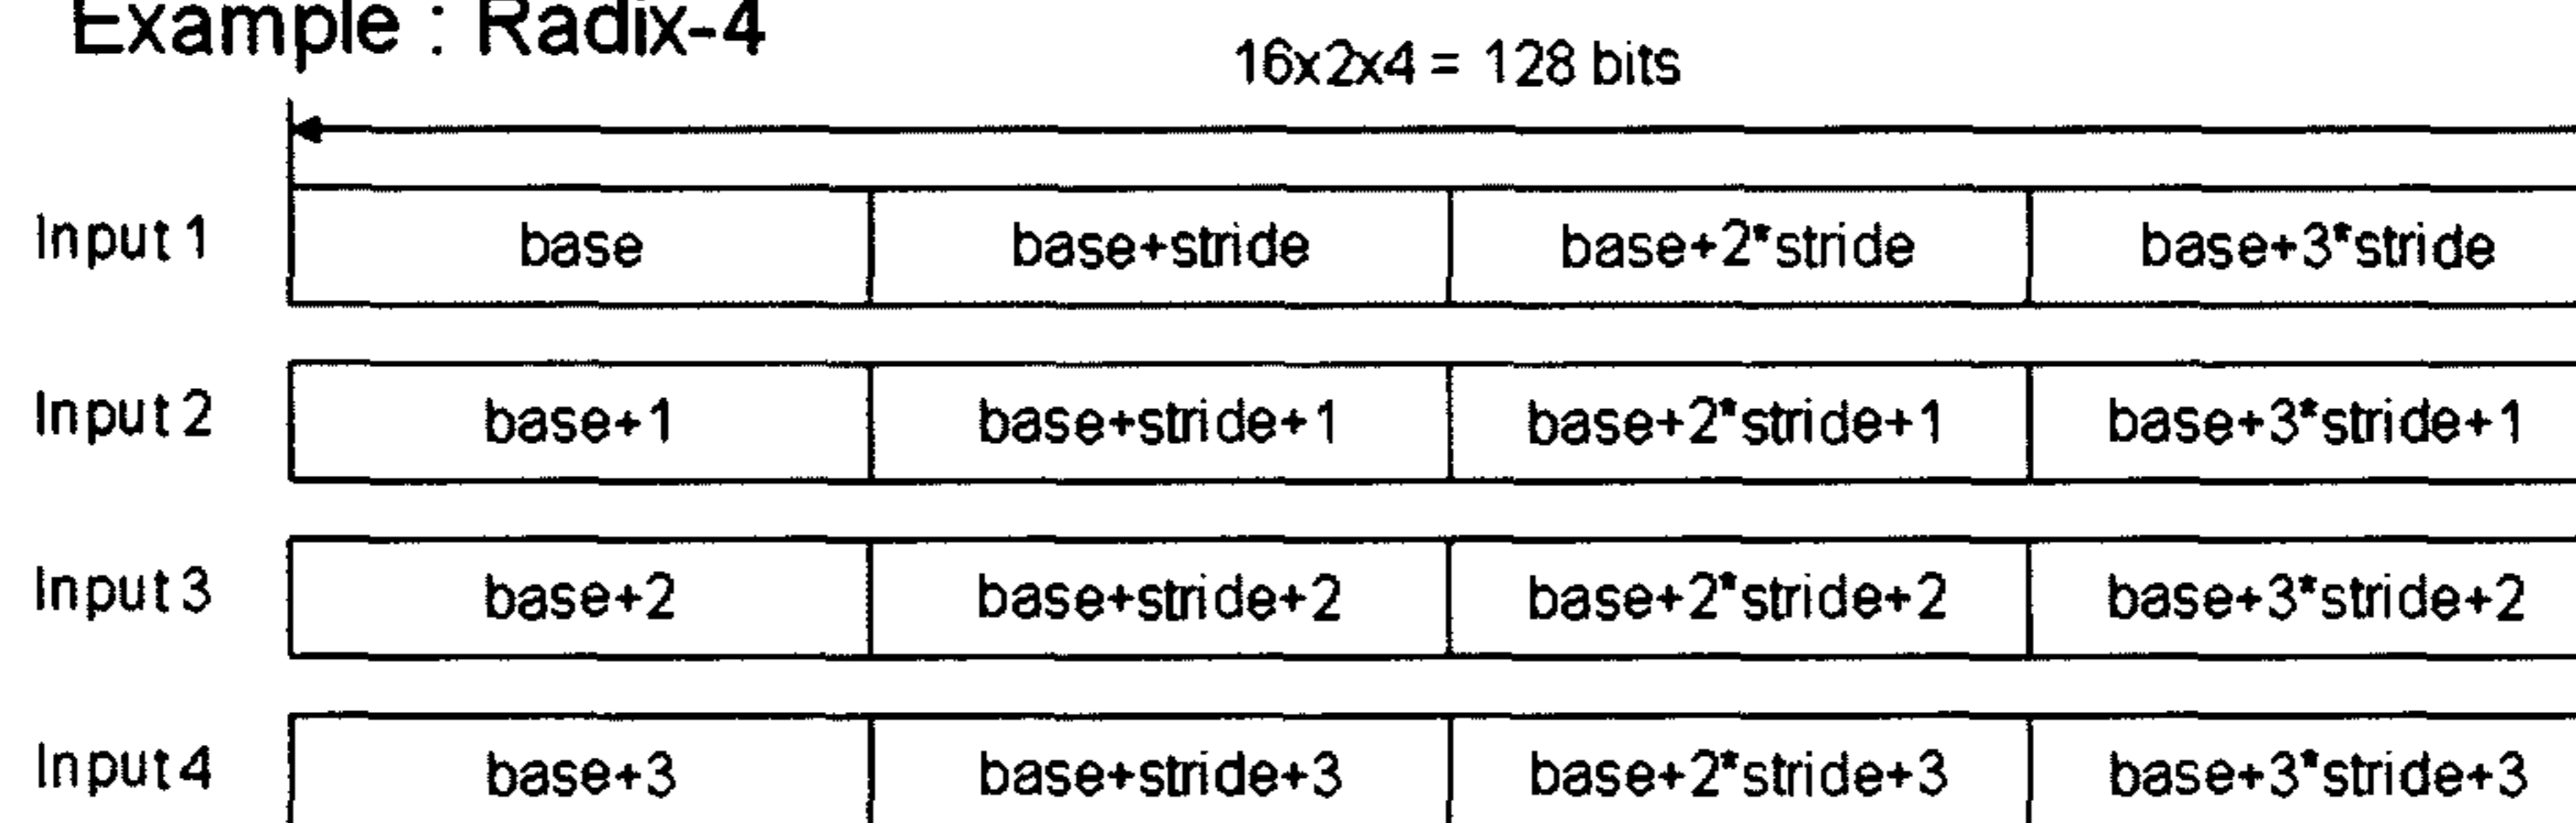 Example : Radix-4
16x2x4 = 128 bits
Input 1 base base+stride base+2*stride base+3*stride
Input 2 base+1 base+stride+1 base+2*stride+1 base+3*stride+1
Input 3 base+2 base+stride+2 base+2*stride+2 base+3*stride+2
Input 4 base+3 base+stride+3 base+2*stride+3 base+3*stride+3